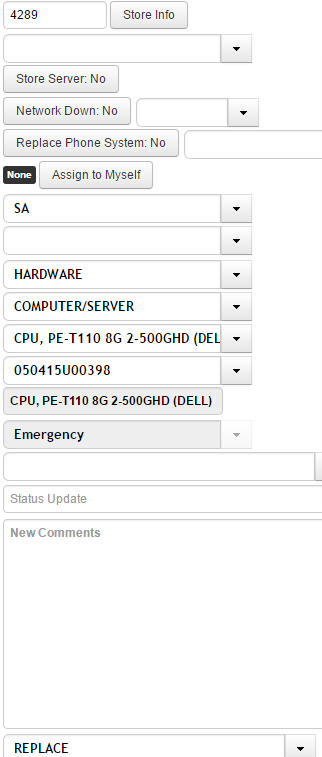 4289 Store Info
Store Server: No
Network Down: No
Replace Phone System: No
None Assign to Myself
SA
HARDWARE
COMPUTER/SERVER
CPU, PE-T110 8G 2-500GHD (DEL
050415U00398
CPU, PE-T110 8G 2-500GHD (DELL)
Emergency
Status Update
New Comments
REPLACE